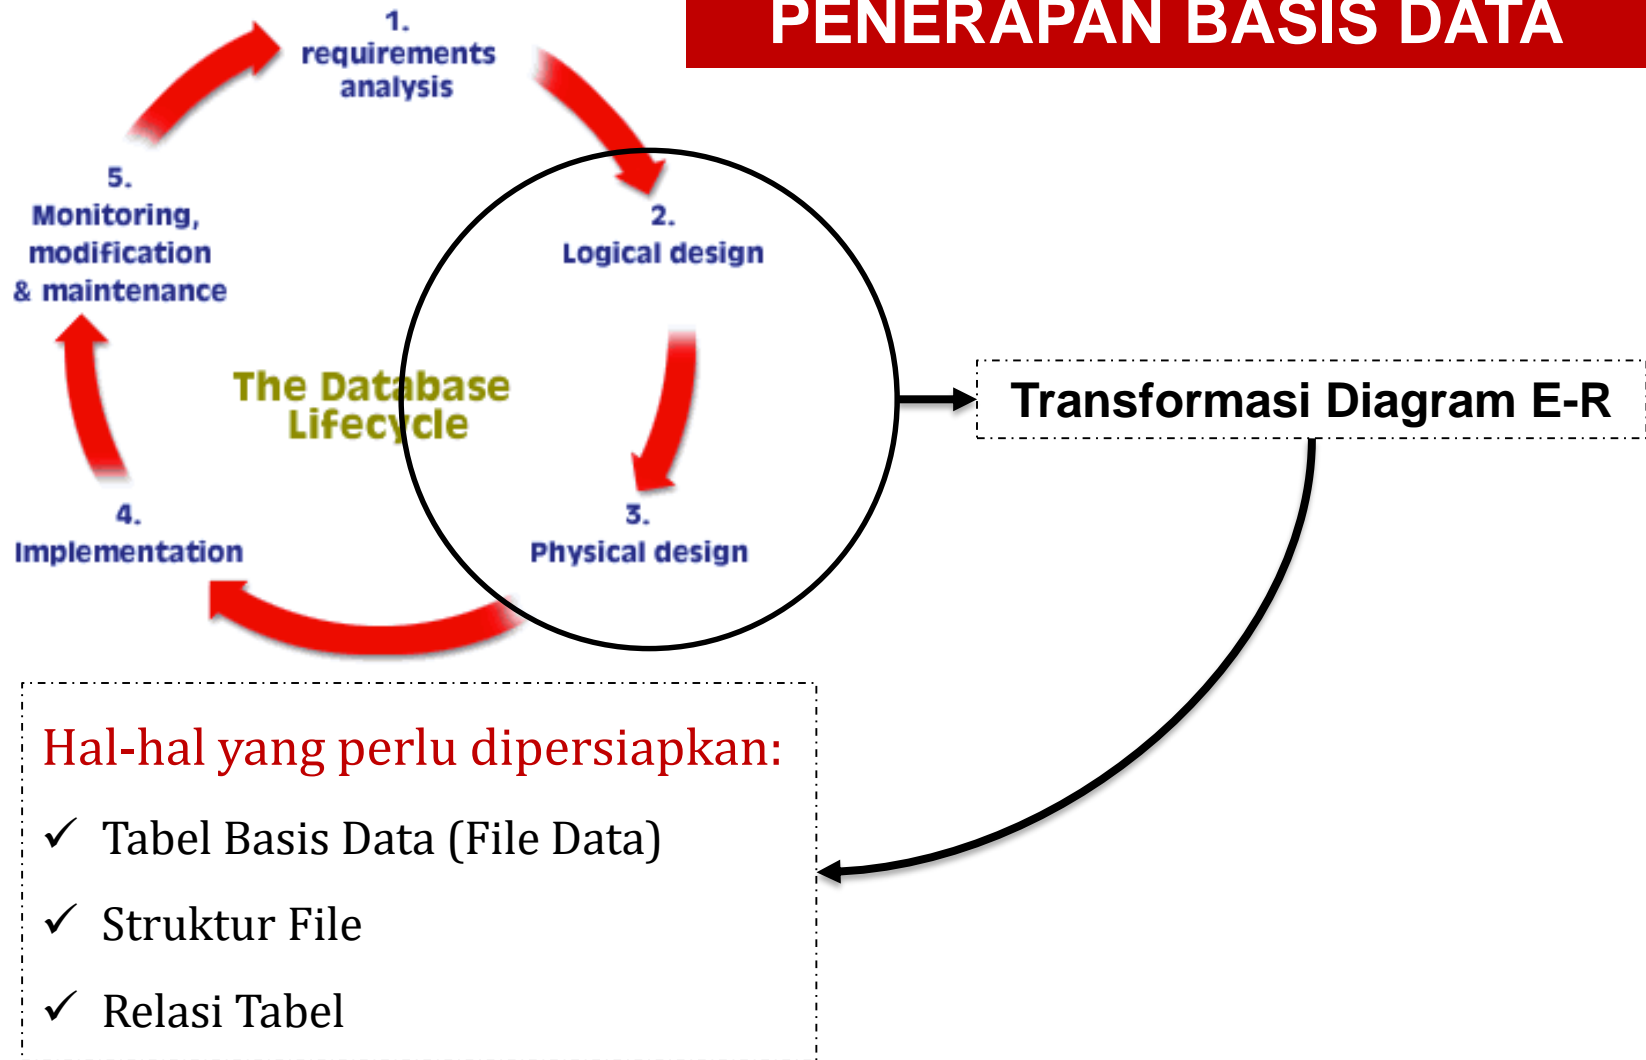 PENERAPAN BASIS DATA
1.
requirements
analysis
2.
Logical design
3.
Physical design
4.
Implementation
5.
Monitoring,
modification
& maintenance
The Database
Lifecycle
Transformasi Diagram E-R
Hal-hal yang perlu dipersiapkan:
✓ Tabel Basis Data (File Data)
✓ Struktur File
✓ Relasi Tabel